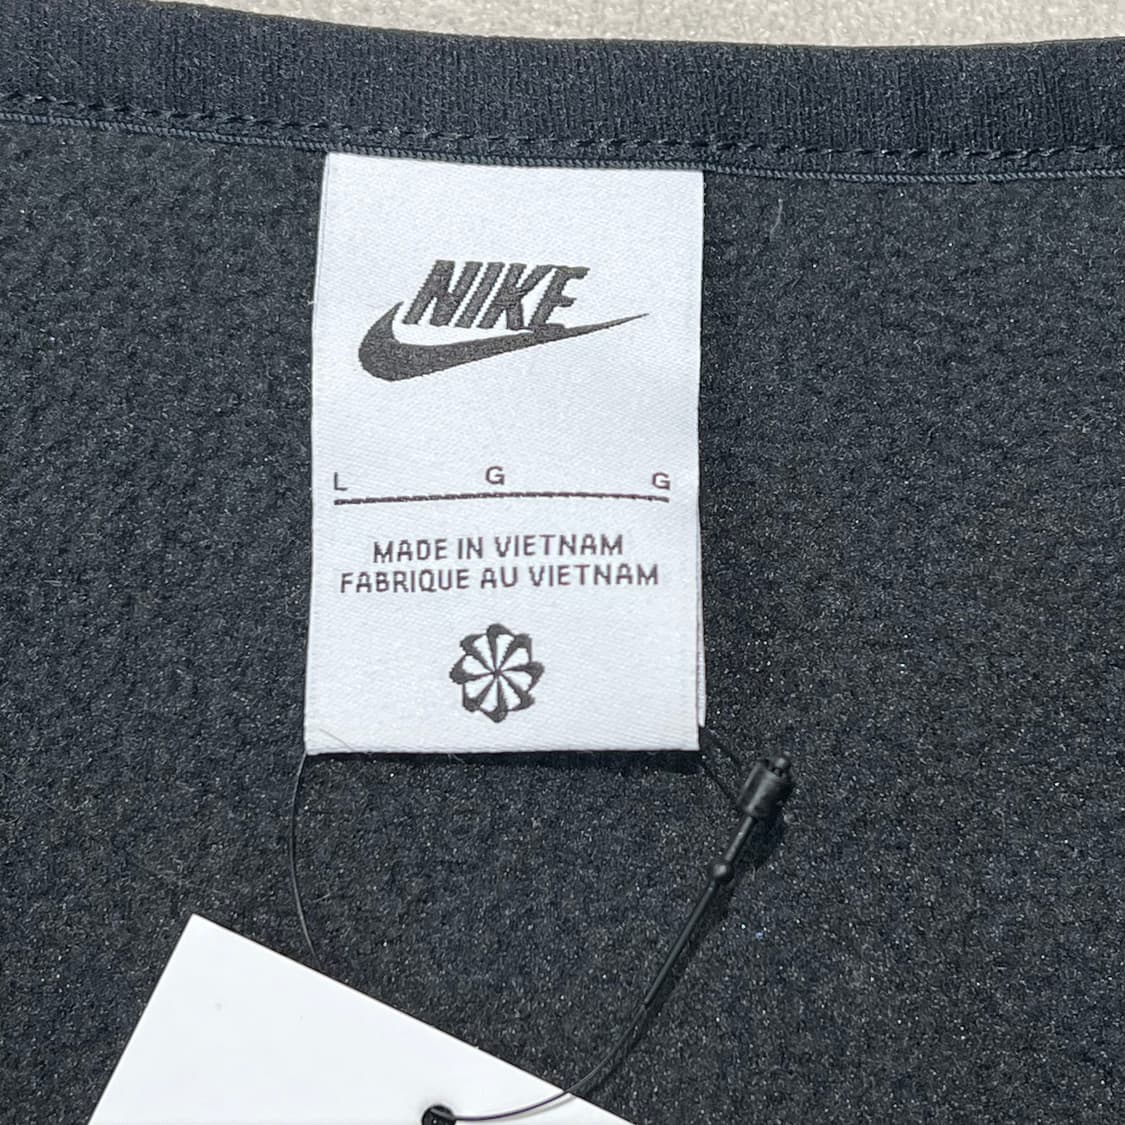 NIKE
L G G
MADE IN VIETNAM
FABRIQUE AU VIETNAM